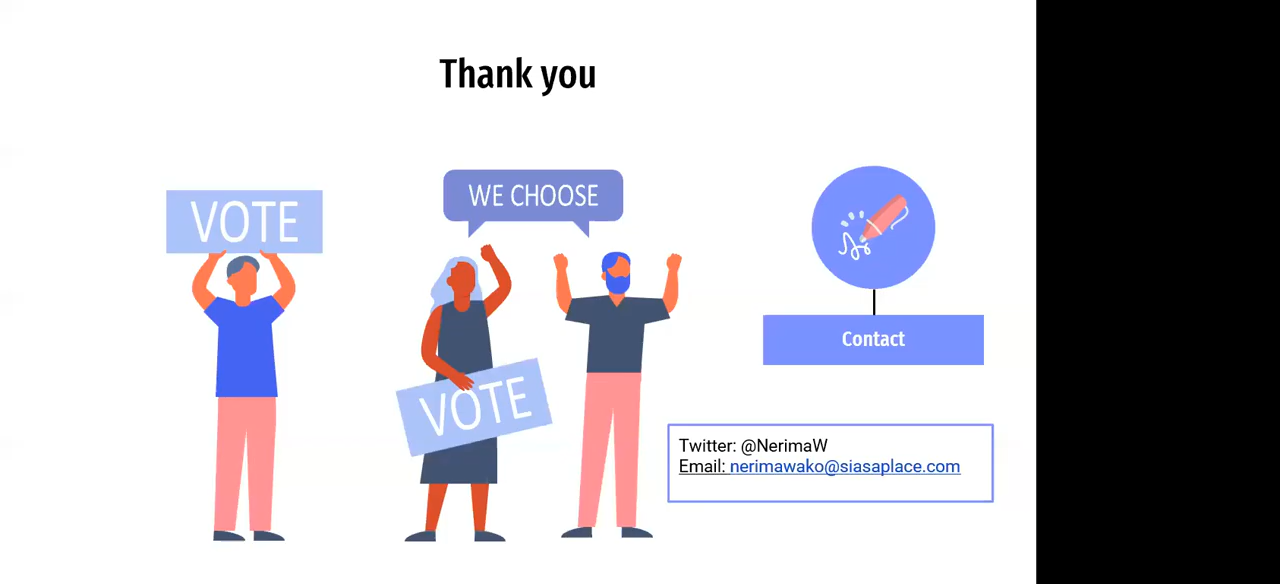 Thank you
VOTE
WE CHOOSE
VOTE
Contact
Twitter: @NerimaW
Email: nerimawako@siasaplace.com